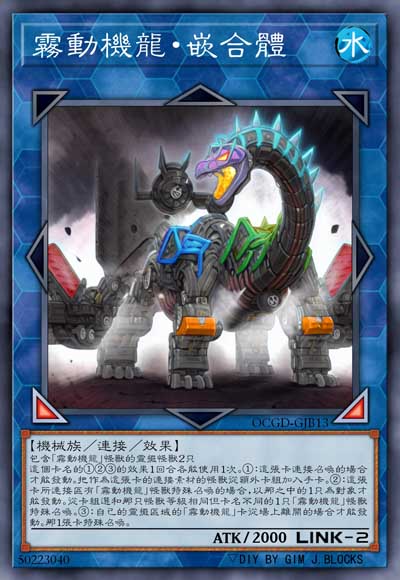 霧動機龍・嵌合體
水
OCGD-GJB13
【機械族／連接／效果】
包含「霧動機龍」怪獸的靈擺怪獸2只
這個卡名的①②③的效果1回合各能使用1次。①:這張卡連接召喚的場合
才能發動。把作為這張卡的連接素材的怪獸從額外卡組加入手卡。②:這張
卡所連接區有「霧動機龍」怪獸特殊召喚的場合,以那之中的1只為對象才
能發動。從卡組選和那只怪獸等級相同但卡名不同的1只「霧動機龍」怪獸
特殊召喚。③:自己的靈擺區域的「霧動機龍」卡從場上離開的場合才能發
動。那1張卡特殊召喚。
ATK/2000 LINK-2
50223040
DIY BY GIM J.BLOCKS